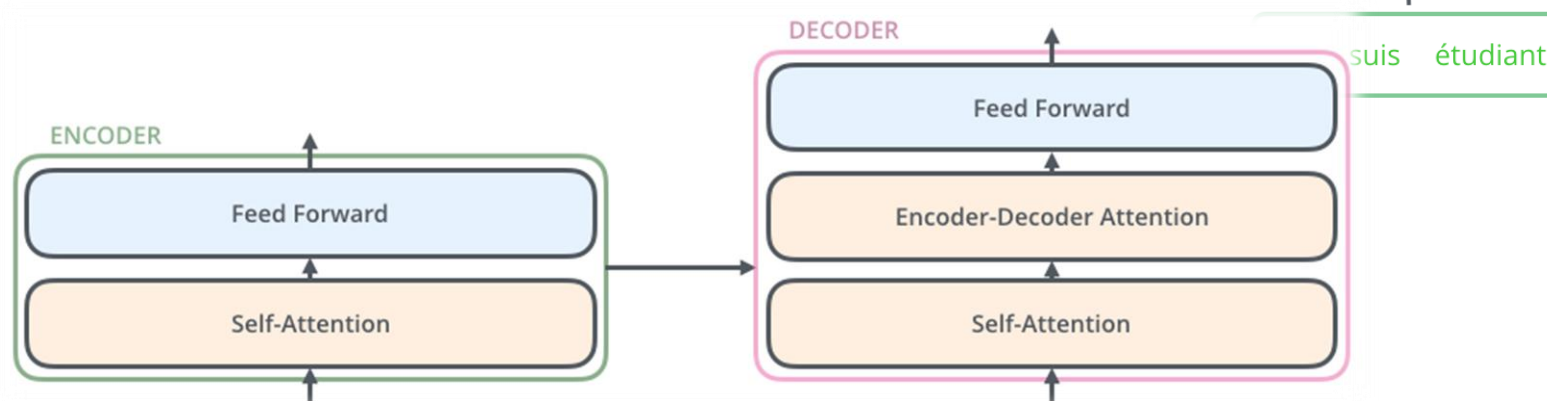 DECODER
suis étudiant
Feed Forward
ENCODER
Feed Forward
Encoder-Decoder Attention
Self-Attention
Self-Attention